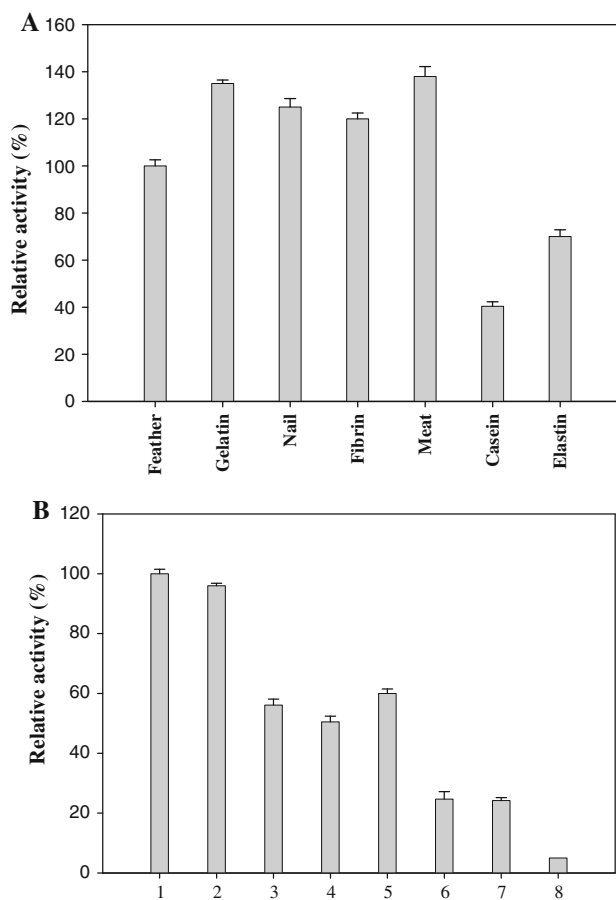 A
Relative activity (%)
160
140
120
100
80
60
40
20
0
Feather
Gelatin
Nail
Fibrin
Meat
Casein
Elastin
B
Relative activity (%)
120
100
80
60
40
20
0
1 2 3 4 5 6 7 8